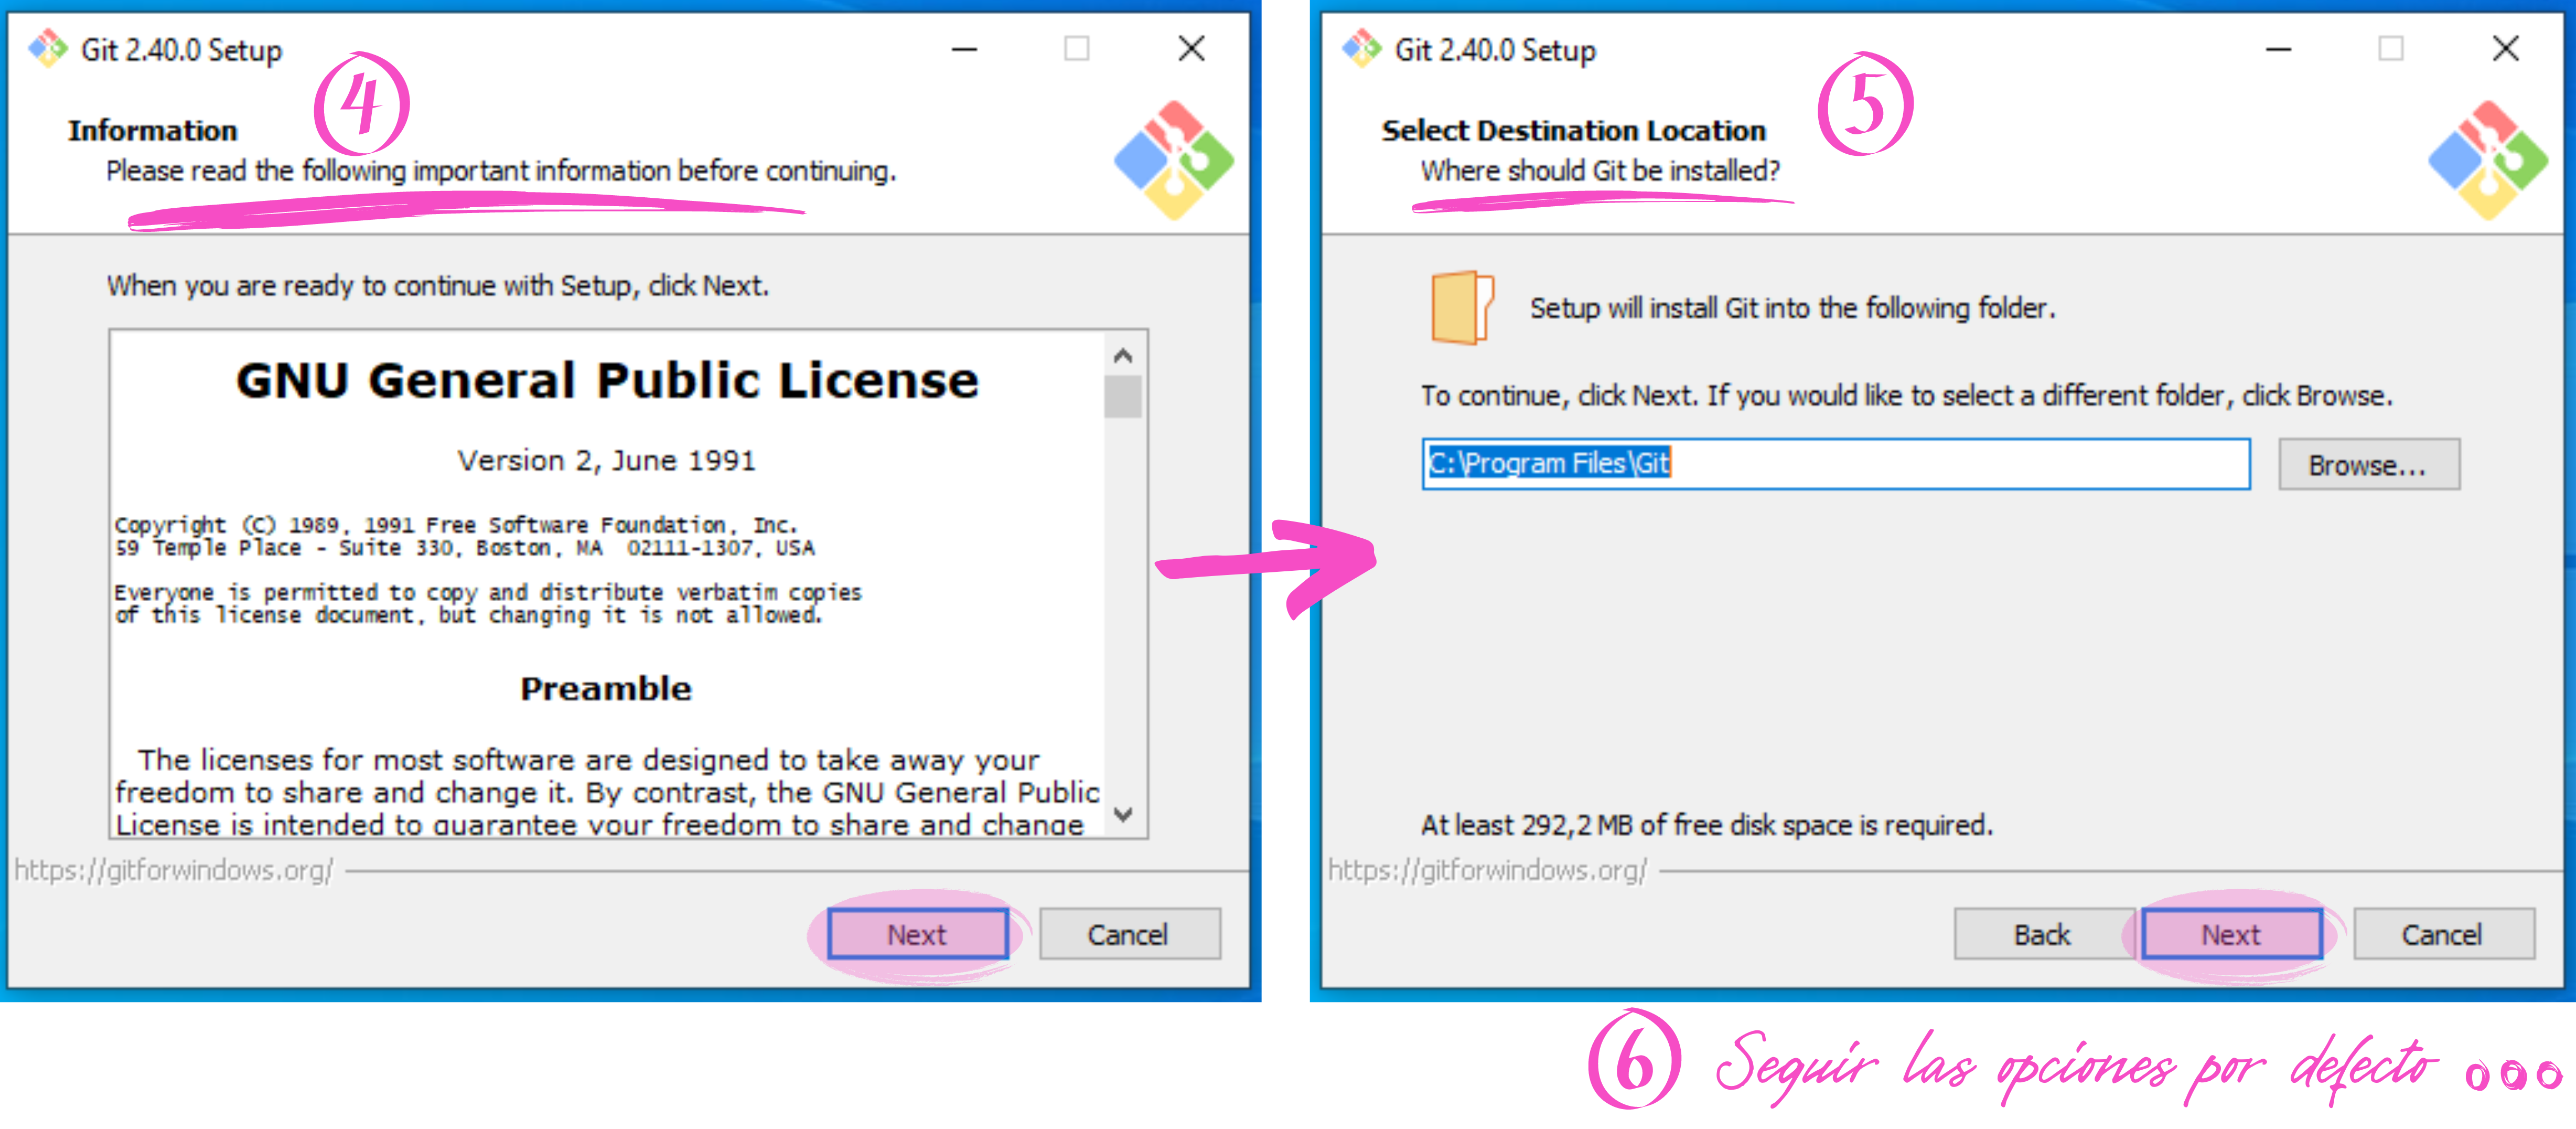 Git 2.40.0 Setup
4
Information
Please read the following important information before continuing.
When you are ready to continue with Setup, click Next.
GNU General Public License
Version 2, June 1991
Copyright (C) 1989, 1991 Free Software Foundation, Inc.
59 Temple Place - Suite 330, Boston, MA  02111-1307, USA
Everyone is permitted to copy and distribute verbatim copies
of this license document, but changing it is not allowed.
Preamble
The licenses for most software are designed to take away your
freedom to share and change it. By contrast, the GNU General Public
License is intended to guarantee your freedom to share and change
https://gitforwindows.org/
Next
Cancel
Git 2.40.0 Setup
5
Select Destination Location
Where should Git be installed?
Setup will install Git into the following folder.
To continue, click Next. If you would like to select a different folder, click Browse.
C:\Program Files\Git
Browse...
At least 292,2 MB of free disk space is required.
https://gitforwindows.org/
Back
Next
Cancel
6 Seguir las opciones por defecto ...